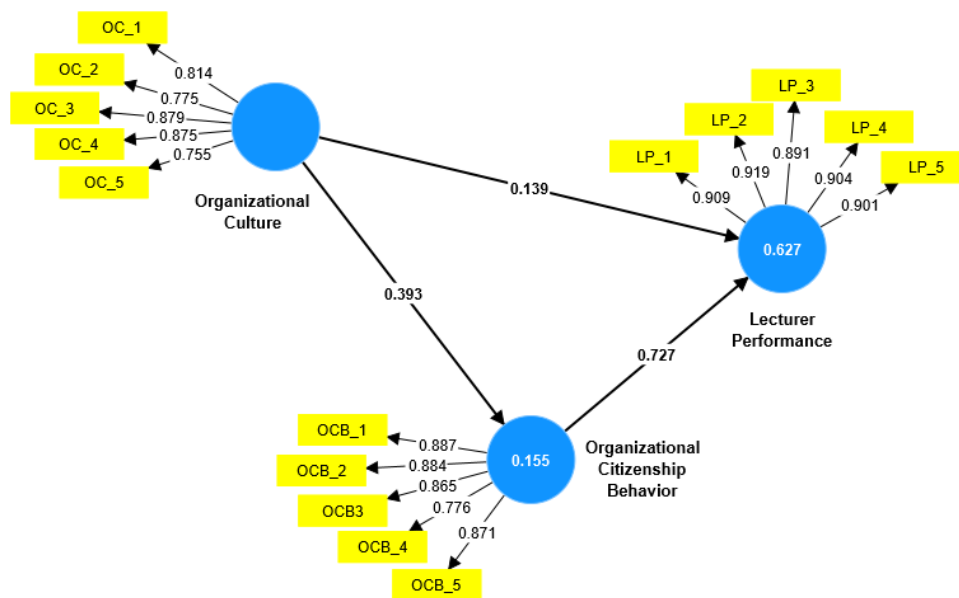 OC_1
OC_2
OC_3
OC_4
OC_5
0.814
0.775
0.879
0.875
0.755
Organizational
Culture
0.139
0.393
LP_1
LP_2
LP_3
LP_4
LP_5
0.909
0.919
0.891
0.904
0.901
0.627
Lecturer
Performance
0.727
OCB_1
OCB_2
OCB3
OCB_4
OCB_5
0.887
0.884
0.865
0.776
0.871
0.155
Organizational
Citizenship
Behavior